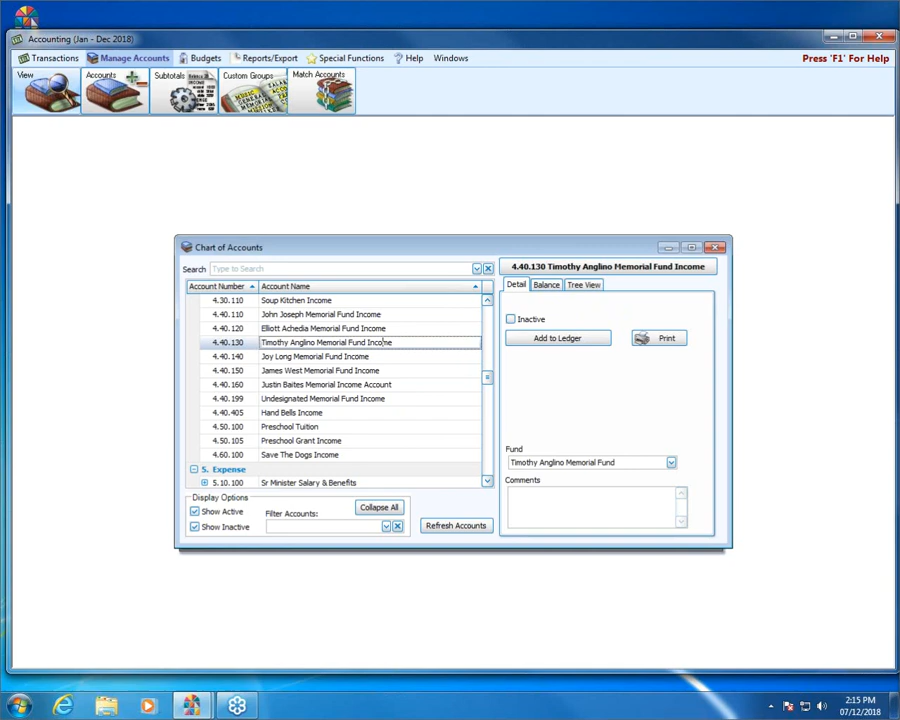 Accounting (Jan - Dec 2018)
Transactions Manage Accounts Budgets Reports/Export Special Functions Help Windows Press 'F1' For Help
View Accounts Subtotals Custom Groups Match Accounts
Chart of Accounts
Search Type to Search
4.40.130 Timothy Anglino Memorial Fund Income
Account Number Account Name
Detail Balance Tree View
4.30.110 Soup Kitchen Income
4.40.110 John Joseph Memorial Fund Income
Inactive
4.40.120 Elliott Achedia Memorial Fund Income
4.40.130 Timothy Anglino Memorial Fund Income
Add to Ledger Print
4.40.140 Joy Long Memorial Fund Income
4.40.150 James West Memorial Fund Income
4.40.160 Justin Baites Memorial Income Account
4.40.199 Undesignated Memorial Fund Income
4.40.405 Hand Bells Income
4.50.100 Preschool Tuition
4.50.105 Preschool Grant Income
Fund
4.60.100 Save The Dogs Income
Timothy Anglino Memorial Fund
5. Expense
Comments
5.10.100 Sr Minister Salary & Benefits
Display Options
Show Active
Filter Accounts:
Collapse All
Show Inactive
Refresh Accounts
2:15 PM
07/12/2018